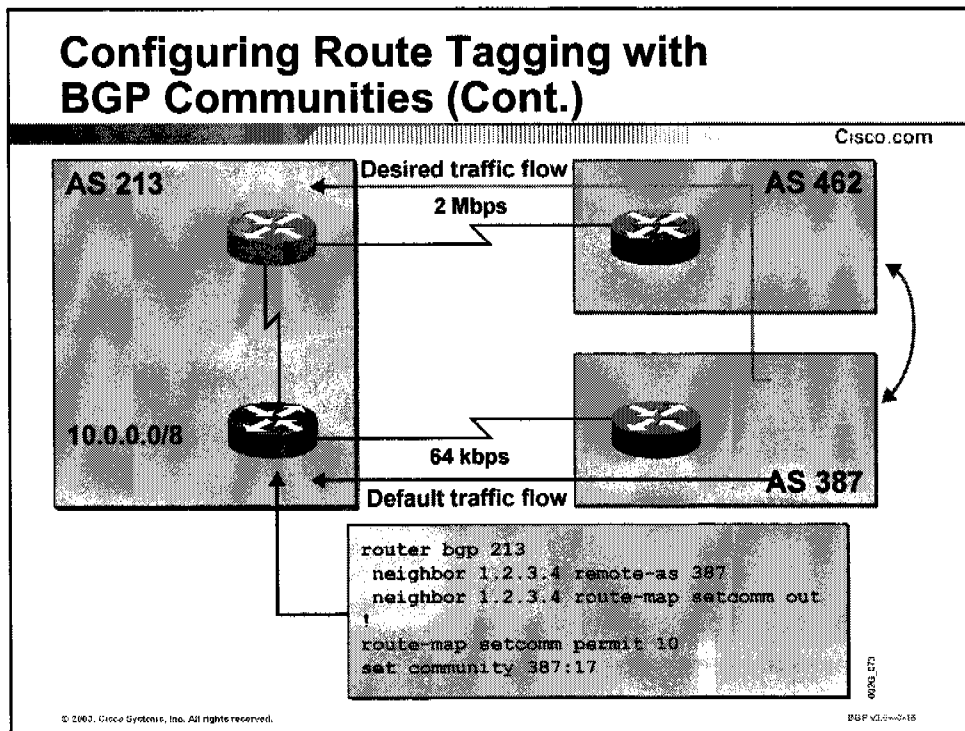 Configuring Route Tagging with
BGP Communities (Cont.)
Cisco.com
AS 213
Desired traffic flow
2 Mbps
AS 462
10.0.0.0/8
64 kbps
Default traffic flow
AS 387
router bgp 213
neighbor 1.2.3.4 remote-as 387
neighbor 1.2.3.4 route-map setcomm out
!
route-map setcomm permit 10
set community 387:17
© 2003, Cisco Systems, Inc. All rights reserved.